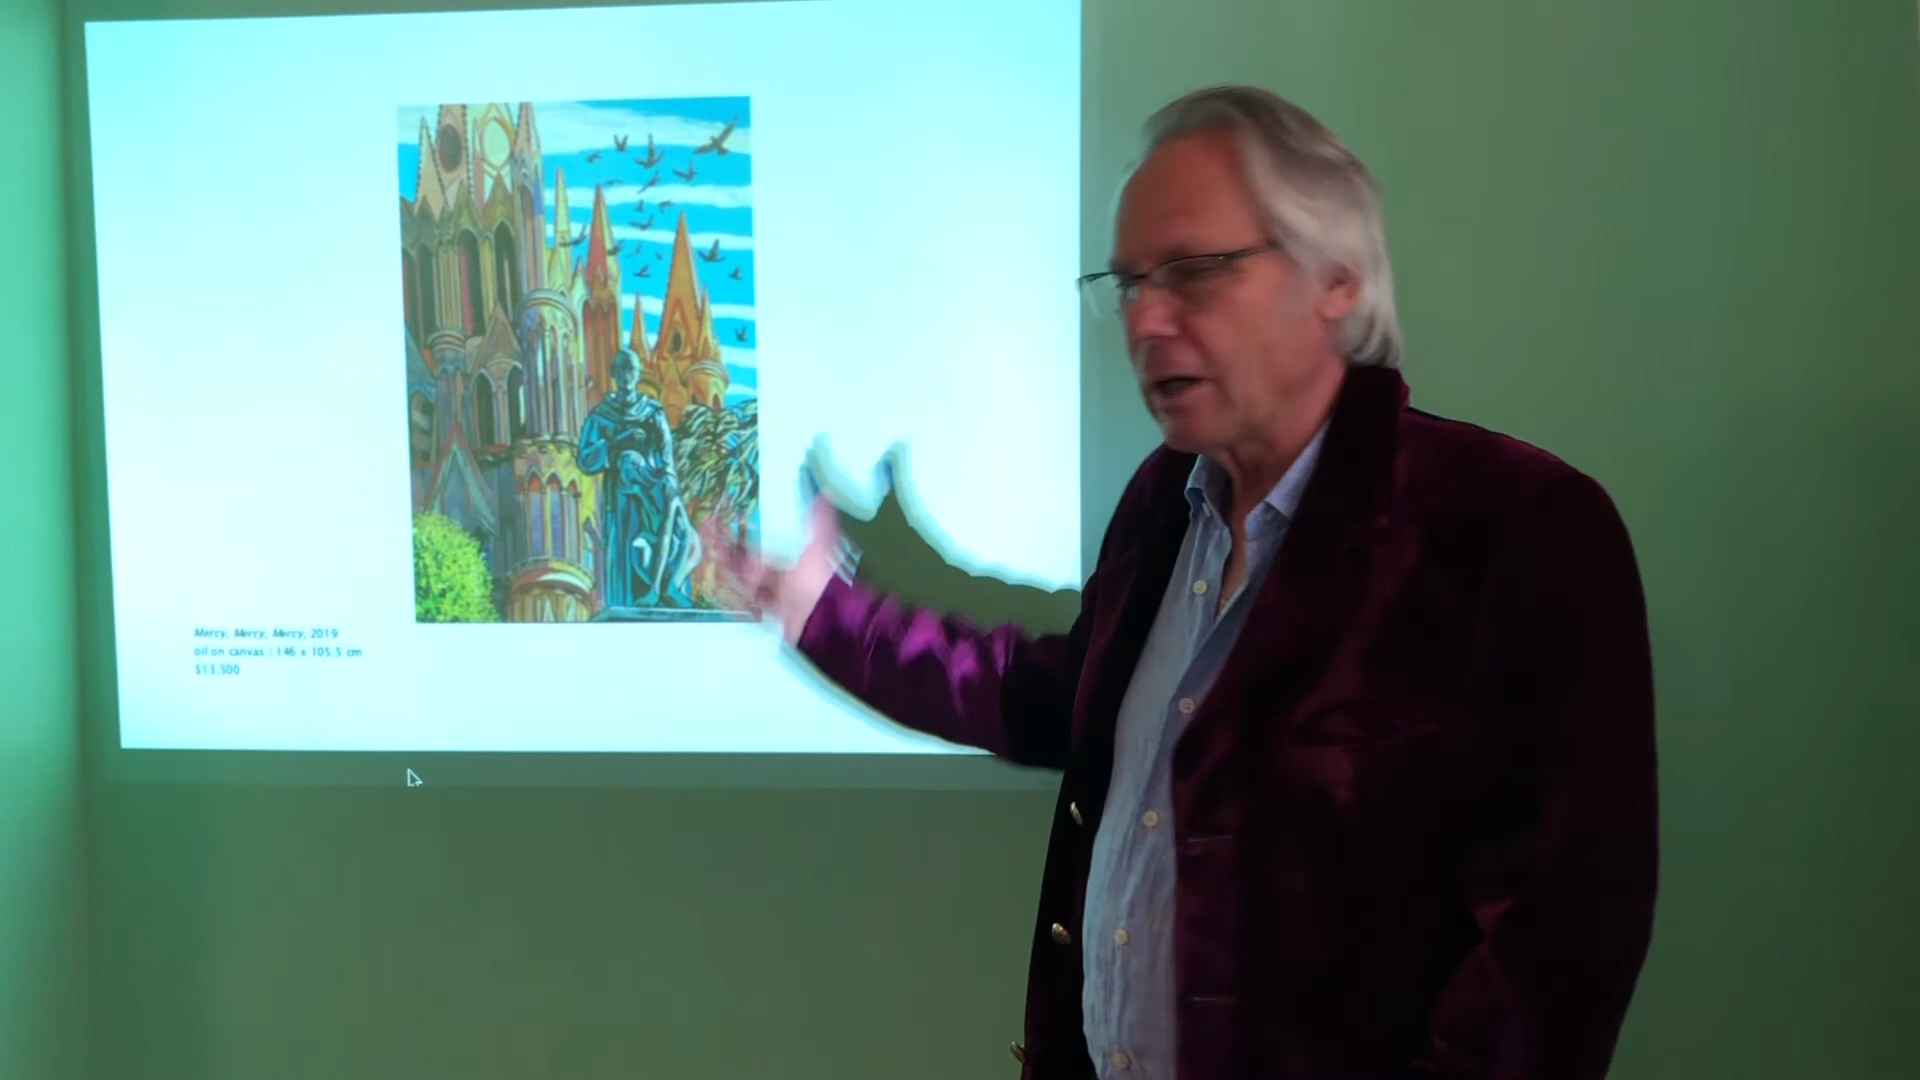 Mercy, Mercy, Mercy, 2019
oil on canvas | 146 x 105.5 cm
$13,500